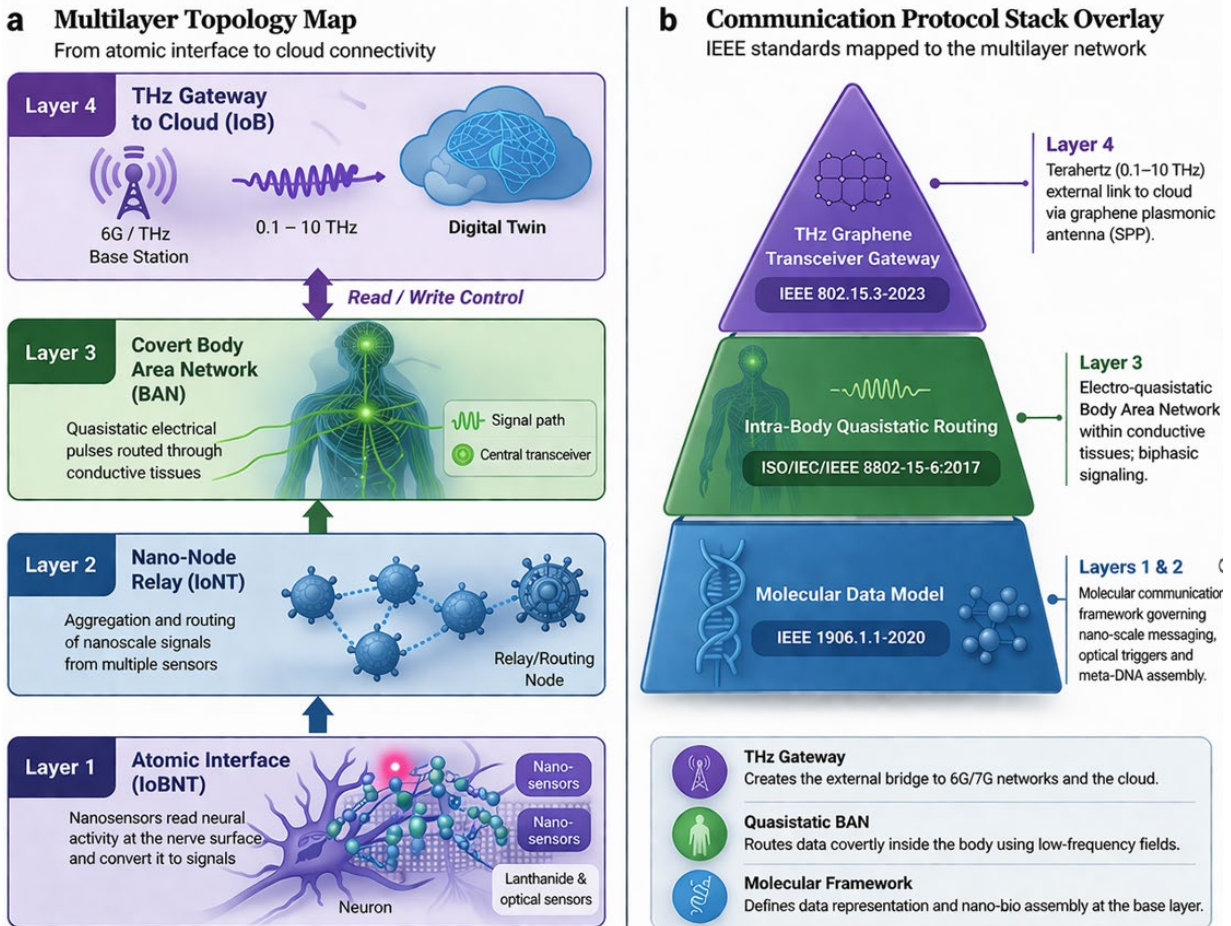 a Multilayer Topology Map
From atomic interface to cloud connectivity
Layer 4
THz Gateway
to Cloud (IoB)
6G / THz
Base Station
0.1 – 10 THz
Digital Twin
Read / Write Control
Layer 3
Covert Body
Area Network
(BAN)
Quasistatic electrical
pulses routed through
conductive tissues
Signal path
Central transceiver
Layer 2
Nano-Node
Relay (IoNT)
Aggregation and routing
of nanoscale signals
from multiple sensors
Relay/Routing
Node
Layer 1
Atomic Interface
(IoBNT)
Nanosensors read neural
activity at the nerve surface
and convert it to signals
Neuron
Nano-
sensors
Nano-
sensors
Lanthanide &
optical sensors
b Communication Protocol Stack Overlay
IEEE standards mapped to the multilayer network
THz Graphene
Transceiver Gateway
IEEE 802.15.3-2023
Layer 4
Terahertz (0.1–10 THz)
external link to cloud
via graphene plasmonic
antenna (SPP).
Intra-Body Quasistatic Routing
ISO/IEC/IEEE 8802-15-6:2017
Layer 3
Electro-quasistatic
Body Area Network
within conductive
tissues; biphasic
signaling.
Molecular Data Model
IEEE 1906.1.1-2020
Layers 1 & 2
Molecular communication
framework governing
nano-scale messaging,
optical triggers and
meta-DNA assembly.
THz Gateway
Creates the external bridge to 6G/7G networks and the cloud.
Quasistatic BAN
Routes data covertly inside the body using low-frequency fields.
Molecular Framework
Defines data representation and nano-bio assembly at the base layer.